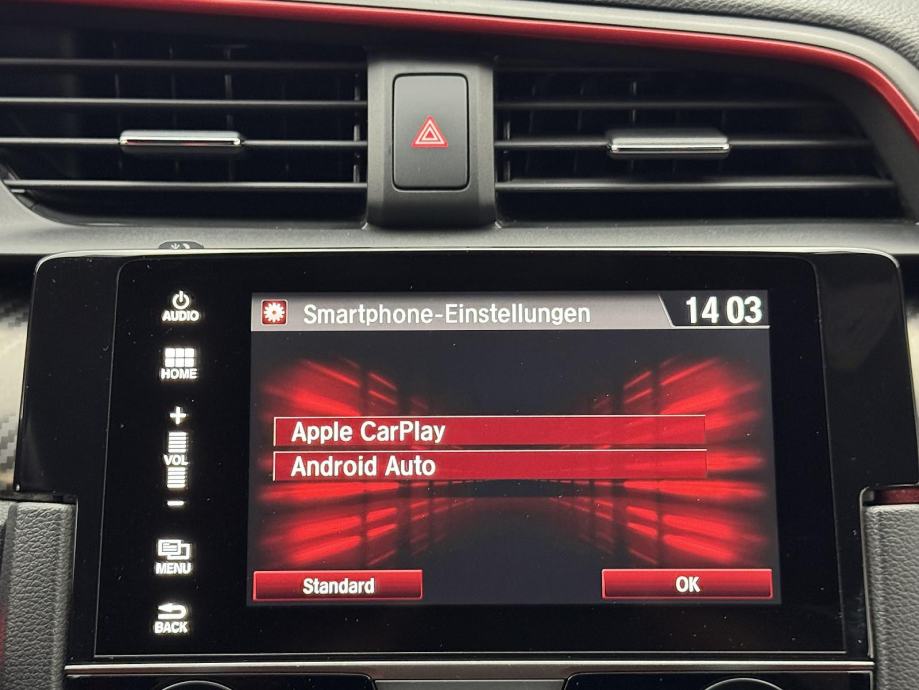 AUDIO
HOME
+
VOL
−
MENU
BACK
Smartphone-Einstellungen
14 03
Apple CarPlay
Android Auto
Standard
OK